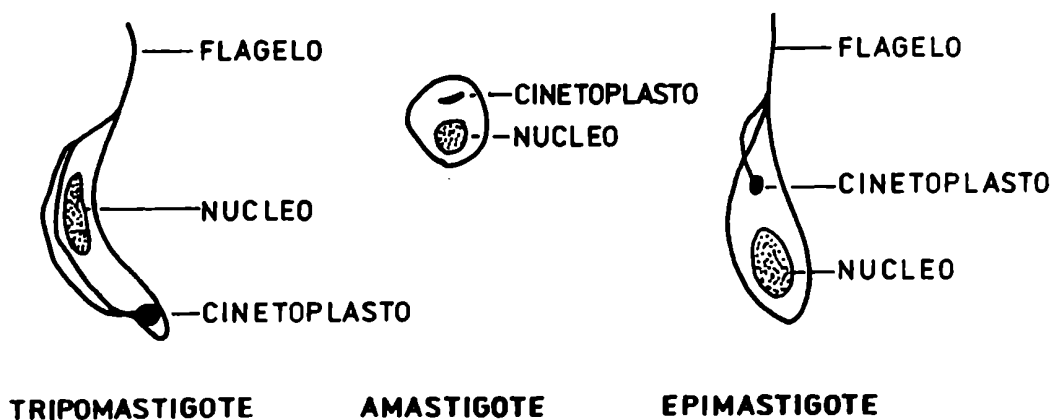 FLAGELO
NUCLEO
CINETOPLASTO
TRIPOMASTIGOTE
CINETOPLASTO
NUCLEO
AMASTIGOTE
FLAGELO
CINETOPLASTO
NUCLEO
EPIMASTIGOTE